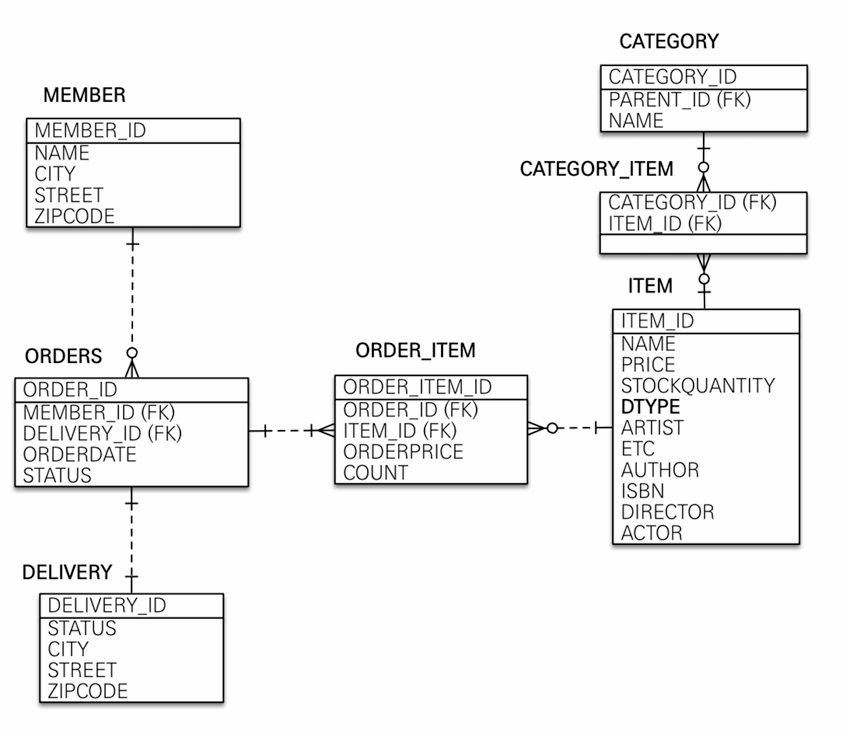 CATEGORY
CATEGORY_ID
PARENT_ID (FK)
NAME
MEMBER
MEMBER_ID
NAME
CITY
STREET
ZIPCODE
CATEGORY_ITEM
CATEGORY_ID (FK)
ITEM_ID (FK)
ITEM
ITEM_ID
NAME
PRICE
STOCKQUANTITY
DTYPE
ARTIST
ETC
AUTHOR
ISBN
DIRECTOR
ACTOR
ORDERS
ORDER_ID
MEMBER_ID (FK)
DELIVERY_ID (FK)
ORDERDATE
STATUS
ORDER_ITEM
ORDER_ITEM_ID
ORDER_ID (FK)
ITEM_ID (FK)
ORDERPRICE
COUNT
DELIVERY
DELIVERY_ID
STATUS
CITY
STREET
ZIPCODE